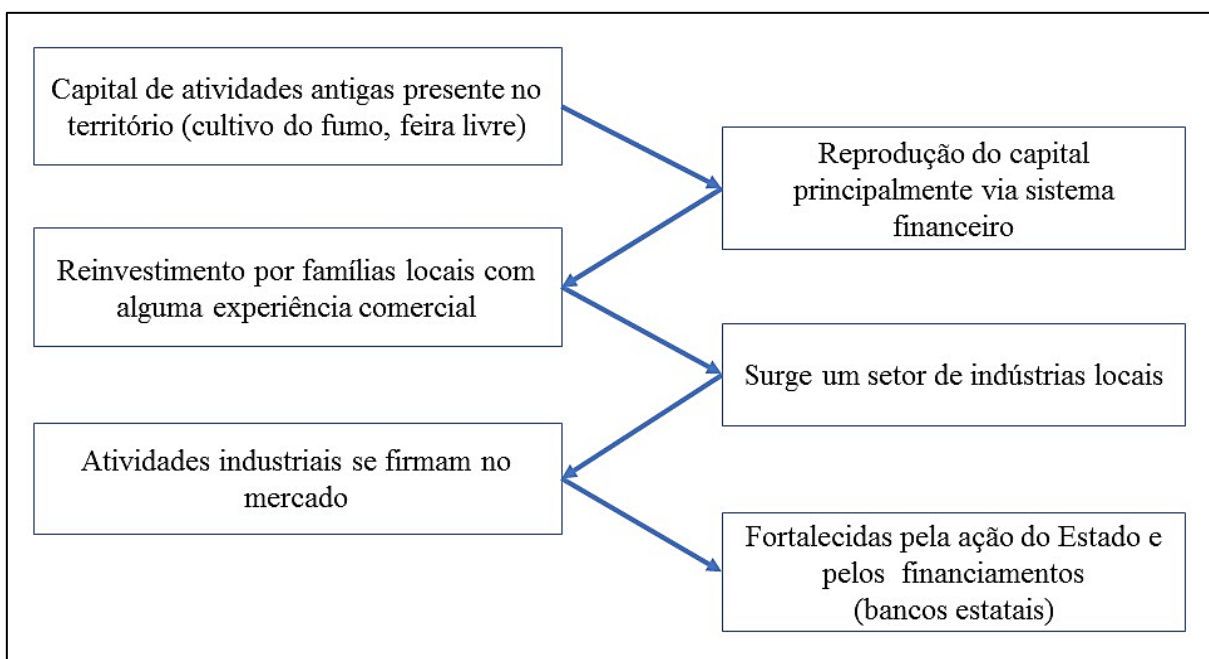 Capital de atividades antigas presente no
território (cultivo do fumo, feira livre)
Reprodução do capital
principalmente via sistema
financeiro
Reinvestimento por famílias locais com
alguma experiência comercial
Surge um setor de indústrias locais
Atividades industriais se firmam no
mercado
Fortalecidas pela ação do Estado e
pelos financiamentos
(bancos estatais)